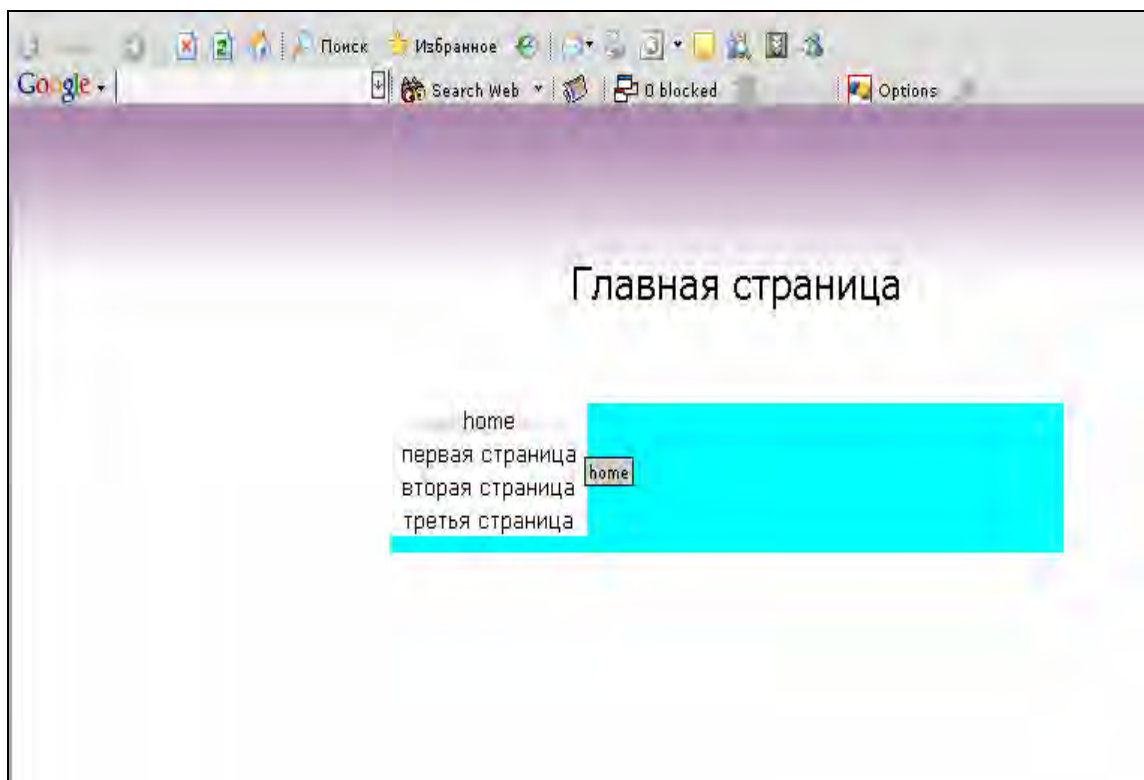 Поиск Избранное
Google Search Web 0 blocked Options
Главная страница
home
первая страница
home
вторая страница
третья страница